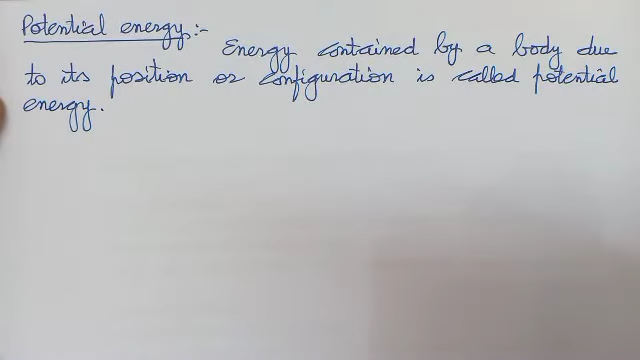 Potential energy:-
Energy contained by a body due
to its position or configuration is called potential
energy.